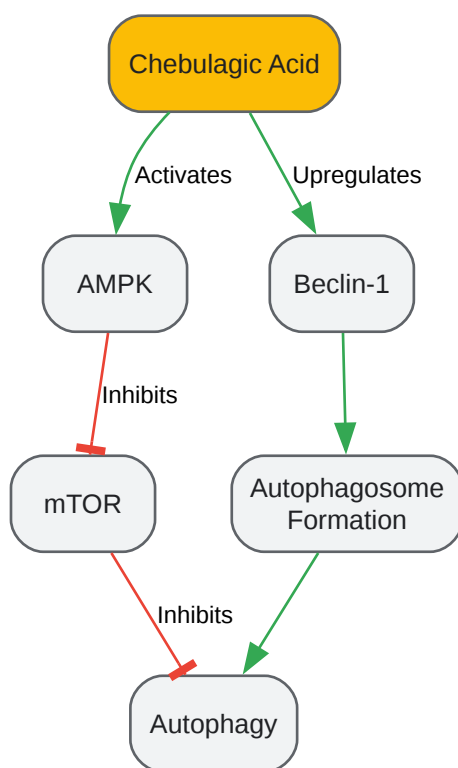 Chebulagic Acid
Activates
Upregulates
AMPK
Beclin-1
Inhibits
mTOR
Autophagosome
Formation
Inhibits
Autophagy